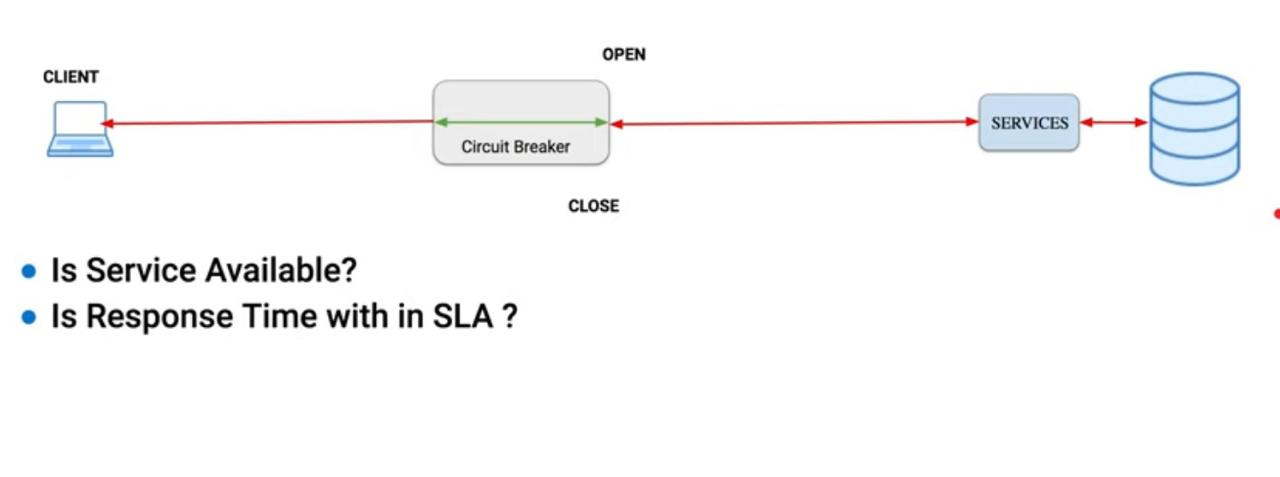 OPEN
CLIENT
SERVICES
Circuit Breaker
CLOSE
Is Service Available?
Is Response Time with in SLA ?